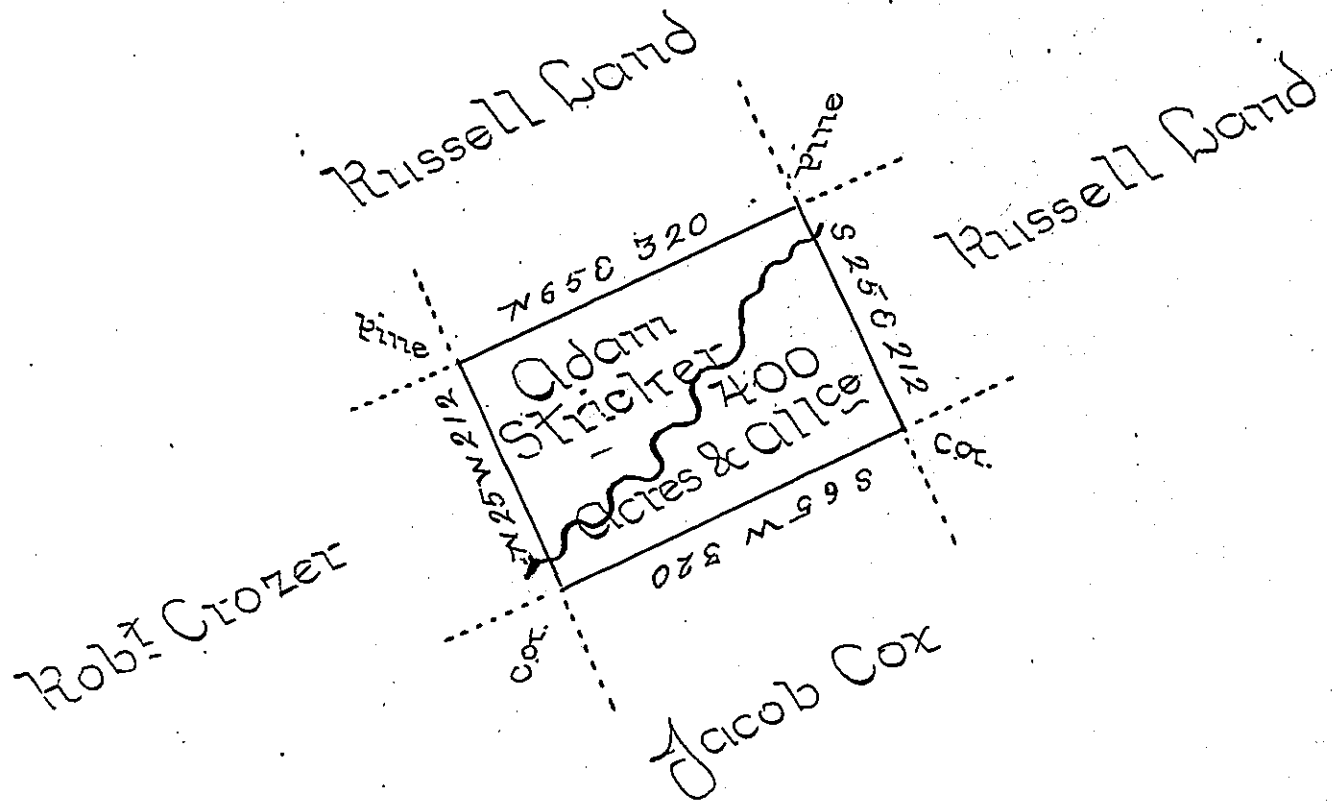 Russell Land
Pine
Russell Land
N 65 E 320
S 25 E 212
Pine
Adam
Stricker
400
Acres & allce
N 25 W 212
Cor.
S 65 W 320
Robt Crozer
Cor.
Jacob Cox